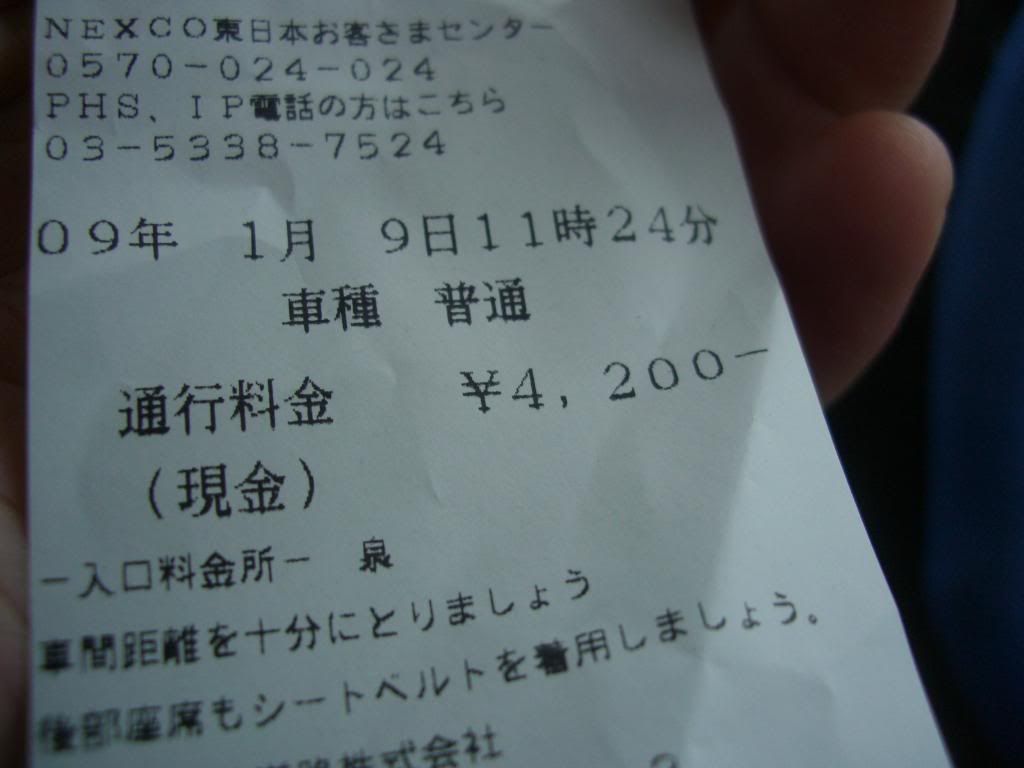 NEXCO東日本お客さまセンター
0570-024-024
PHS、IP電話の方はこちら
03-5338-7524
09年 1月 9日11時24分
車種 普通
通行料金 ¥4,200-
(現金)
-入口料金所- 泉
車間距離を十分にとりましょう
後部座席もシートベルトを着用しましょう。
道路株式会社